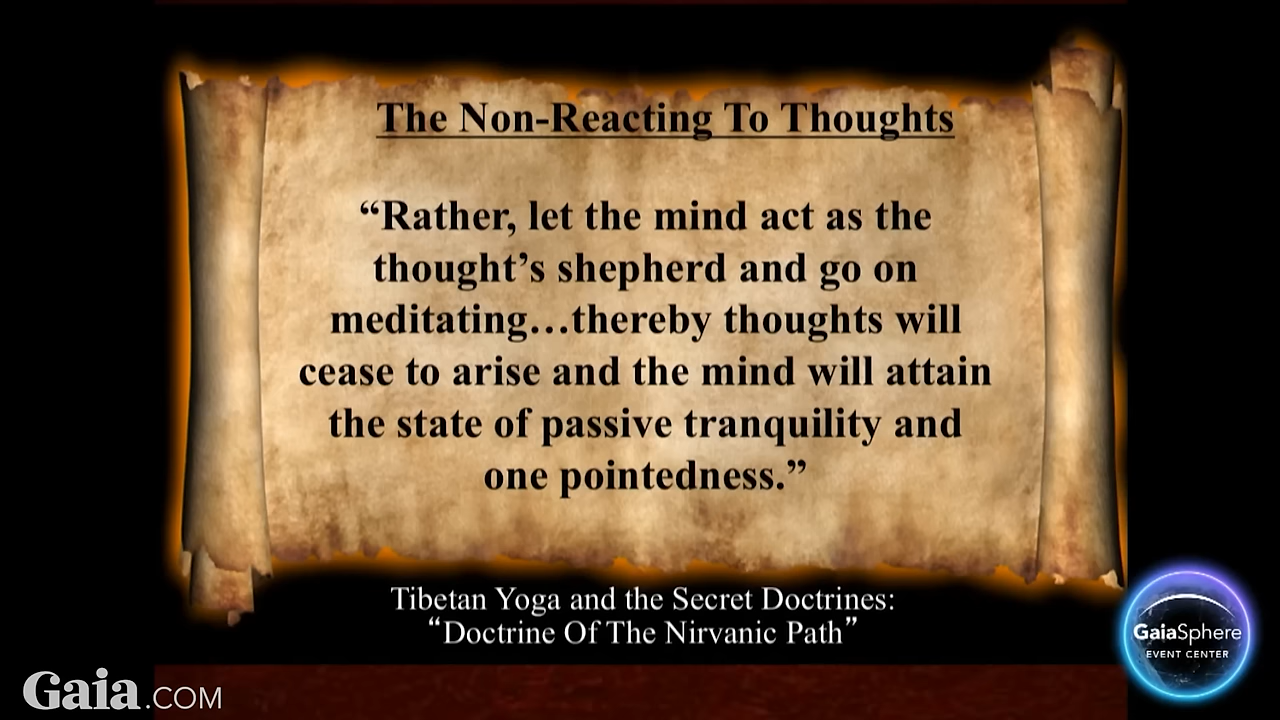 The Non-Reacting To Thoughts
“Rather, let the mind act as the
thought’s shepherd and go on
meditating…thereby thoughts will
cease to arise and the mind will attain
the state of passive tranquility and
one pointedness.”
Tibetan Yoga and the Secret Doctrines:
“Doctrine Of The Nirvanic Path”
GaiaSphere
EVENT CENTER
Gaia.COM